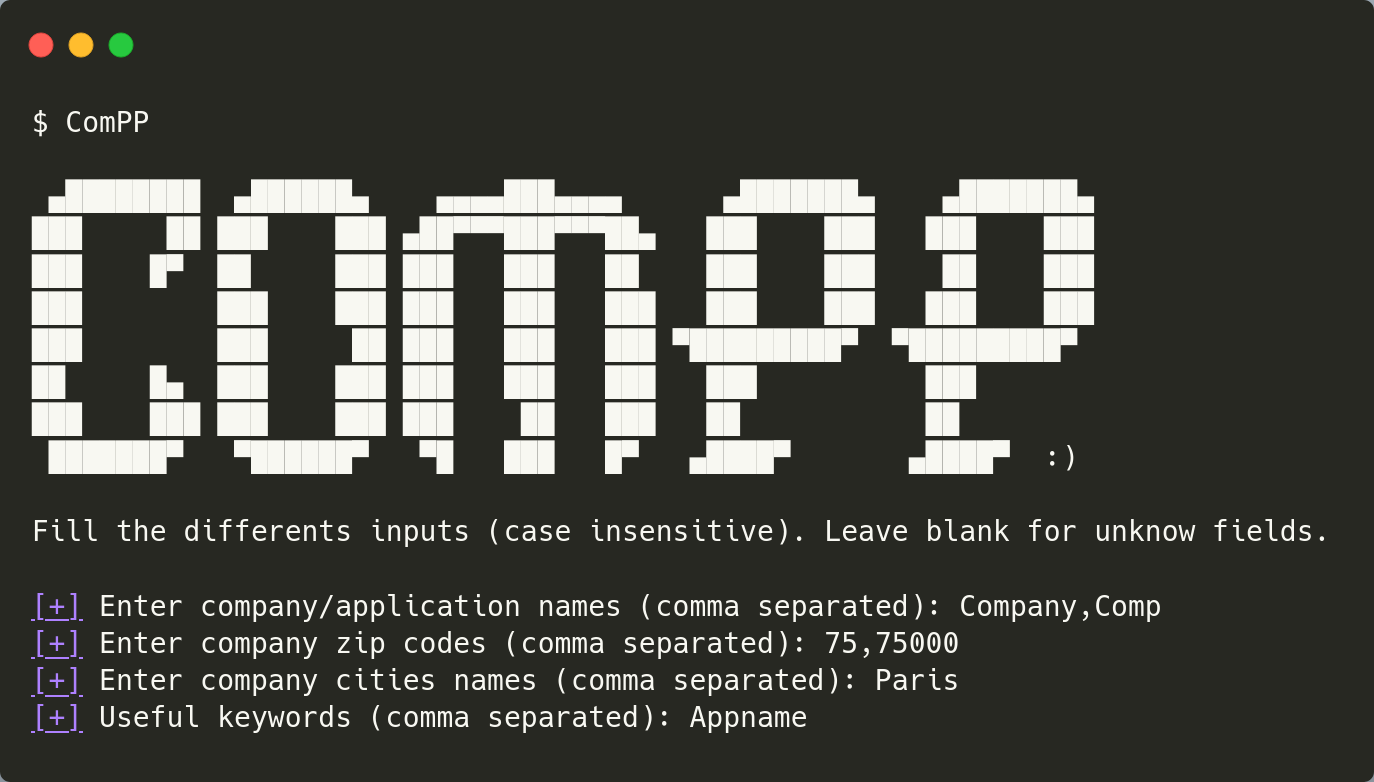 $ ComPP
COMPP :)
Fill the differents inputs (case insensitive). Leave blank for unknow fields.
[+] Enter company/application names (comma separated): Company,Comp
[+] Enter company zip codes (comma separated): 75,75000
[+] Enter company cities names (comma separated): Paris
[+] Useful keywords (comma separated): Appname